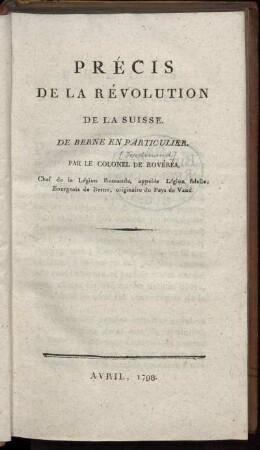 PRÉCIS
DE LA RÉVOLUTION
DE LA SUISSE.
DE BERNE EN PARTICULIER.
[Ferdinand]
PAR LE COLONEL DE ROVÉRÉA,
Chef de la Légion Romande, appelée Légion fidelle,
Bourgeois de Berne, originaire du Pays de Vaud.
AVRIL, 1798.